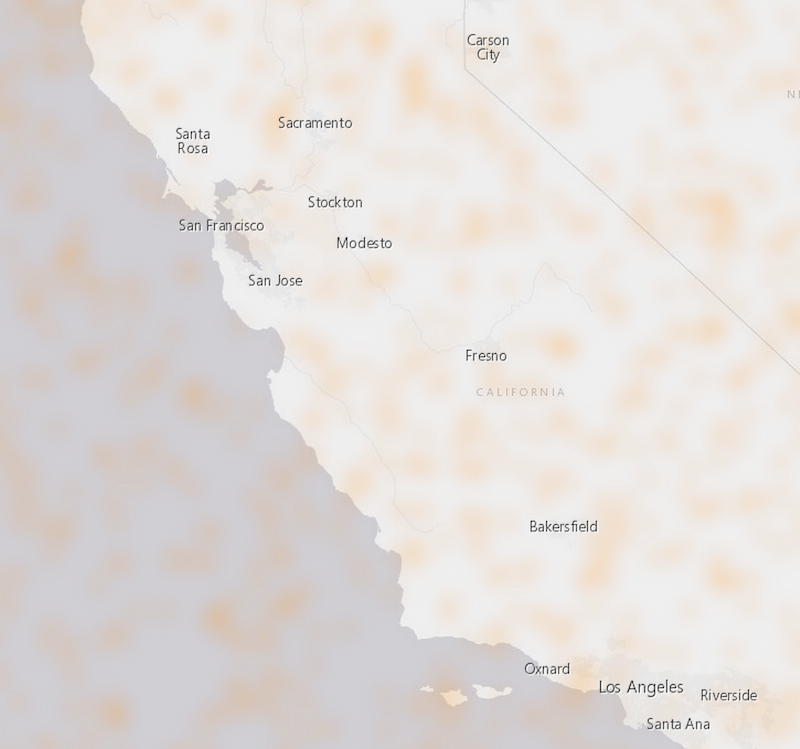 Carson
City
Sacramento
Santa
Rosa
Stockton
San Francisco
Modesto
San Jose
Fresno
CALIFORNIA
Bakersfield
Oxnard
Los Angeles
Riverside
Santa Ana